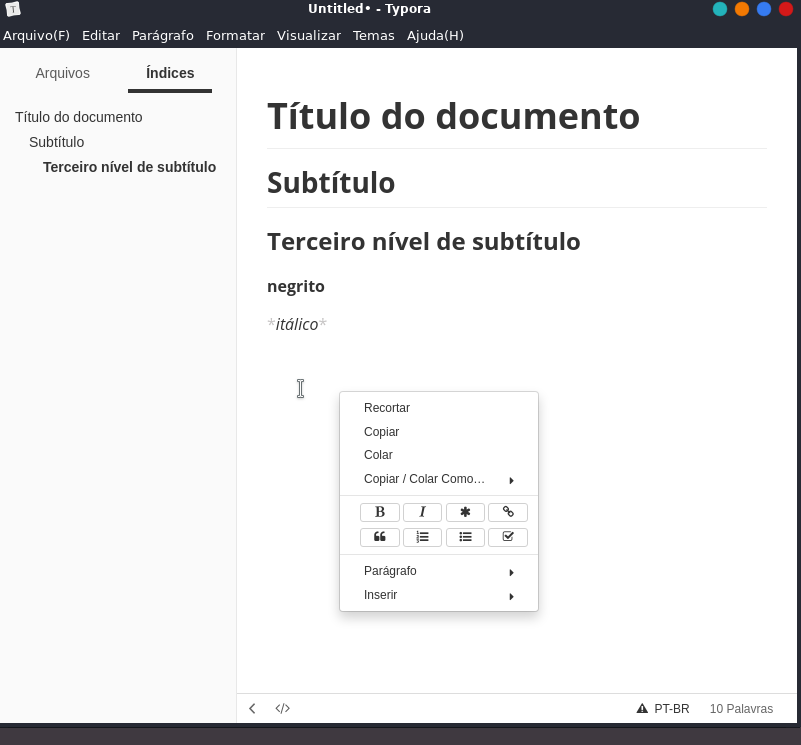 Untitled• - Typora
Arquivo(F) Editar Parágrafo Formatar Visualizar Temas Ajuda(H)
Arquivos Índices
Título do documento
Subtítulo
Terceiro nível de subtítulo
Título do documento
Subtítulo
Terceiro nível de subtítulo
negrito
*itálico*
Recortar
Copiar
Colar
Copiar / Colar Como...
B I
Parágrafo
Inserir
</> PT-BR 10 Palavras